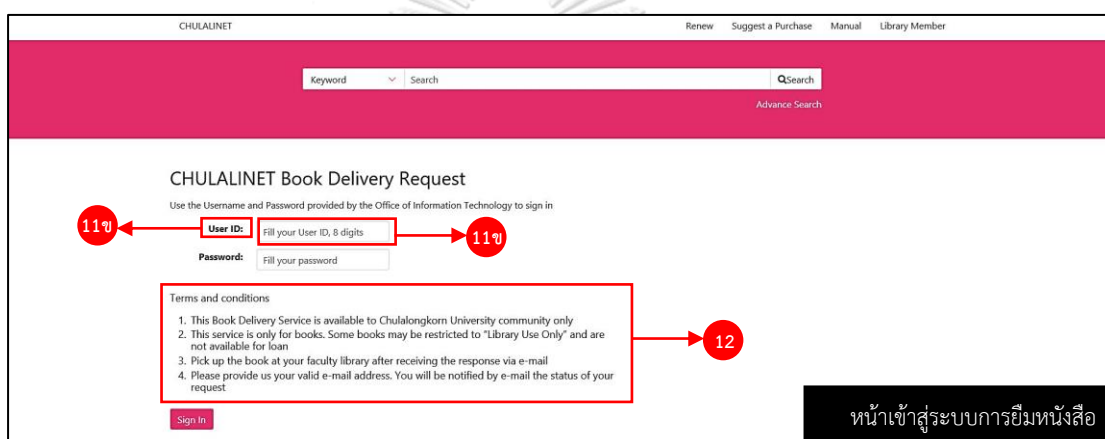 CHULALINET Renew Suggest a Purchase Manual Library Member
Keyword Search Search
Advance Search
CHULALINET Book Delivery Request
Use the Username and Password provided by the Office of Information Technology to sign in
11ข User ID: Fill your User ID, 8 digits 11ข
Password: Fill your password
Terms and conditions
1. This Book Delivery Service is available to Chulalongkorn University community only
2. This service is only for books. Some books may be restricted to "Library Use Only" and are
not available for loan
12
3. Pick up the book at your faculty library after receiving the response via e-mail
4. Please provide us your valid e-mail address. You will be notified by e-mail the status of your
request
Sign In
หน้าเข้าสู่ระบบการยืมหนังสือ